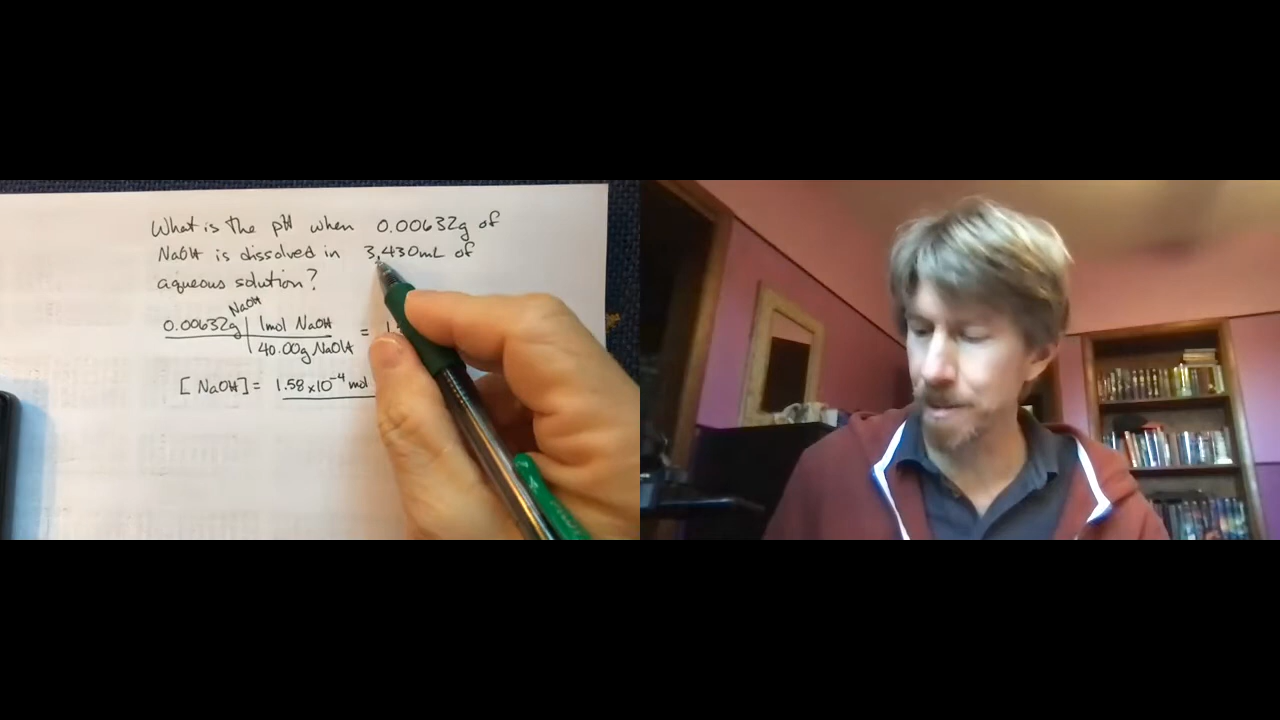 What is the pH when 0.00632g of
NaOH is dissolved in 3,430mL of
aqueous solution?
NaOH
0.00632g 1mol NaOH =
40.00g NaOH
[NaOH] = 1.58x10⁻⁴ mol